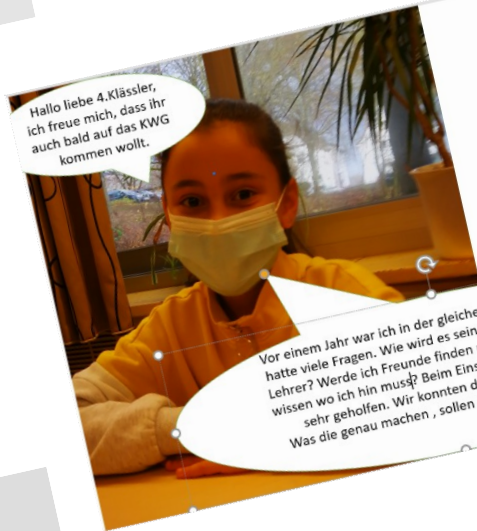 Hallo liebe 4.Klässler,
ich freue mich, dass ihr
auch bald auf das KWG
kommen wollt.
Vor einem Jahr war ich in der gleiche
hatte viele Fragen. Wie wird es sein
Lehrer? Werde ich Freunde finden
wissen wo ich hin muss? Beim Eins
sehr geholfen. Wir konnten d
Was die genau machen , sollen